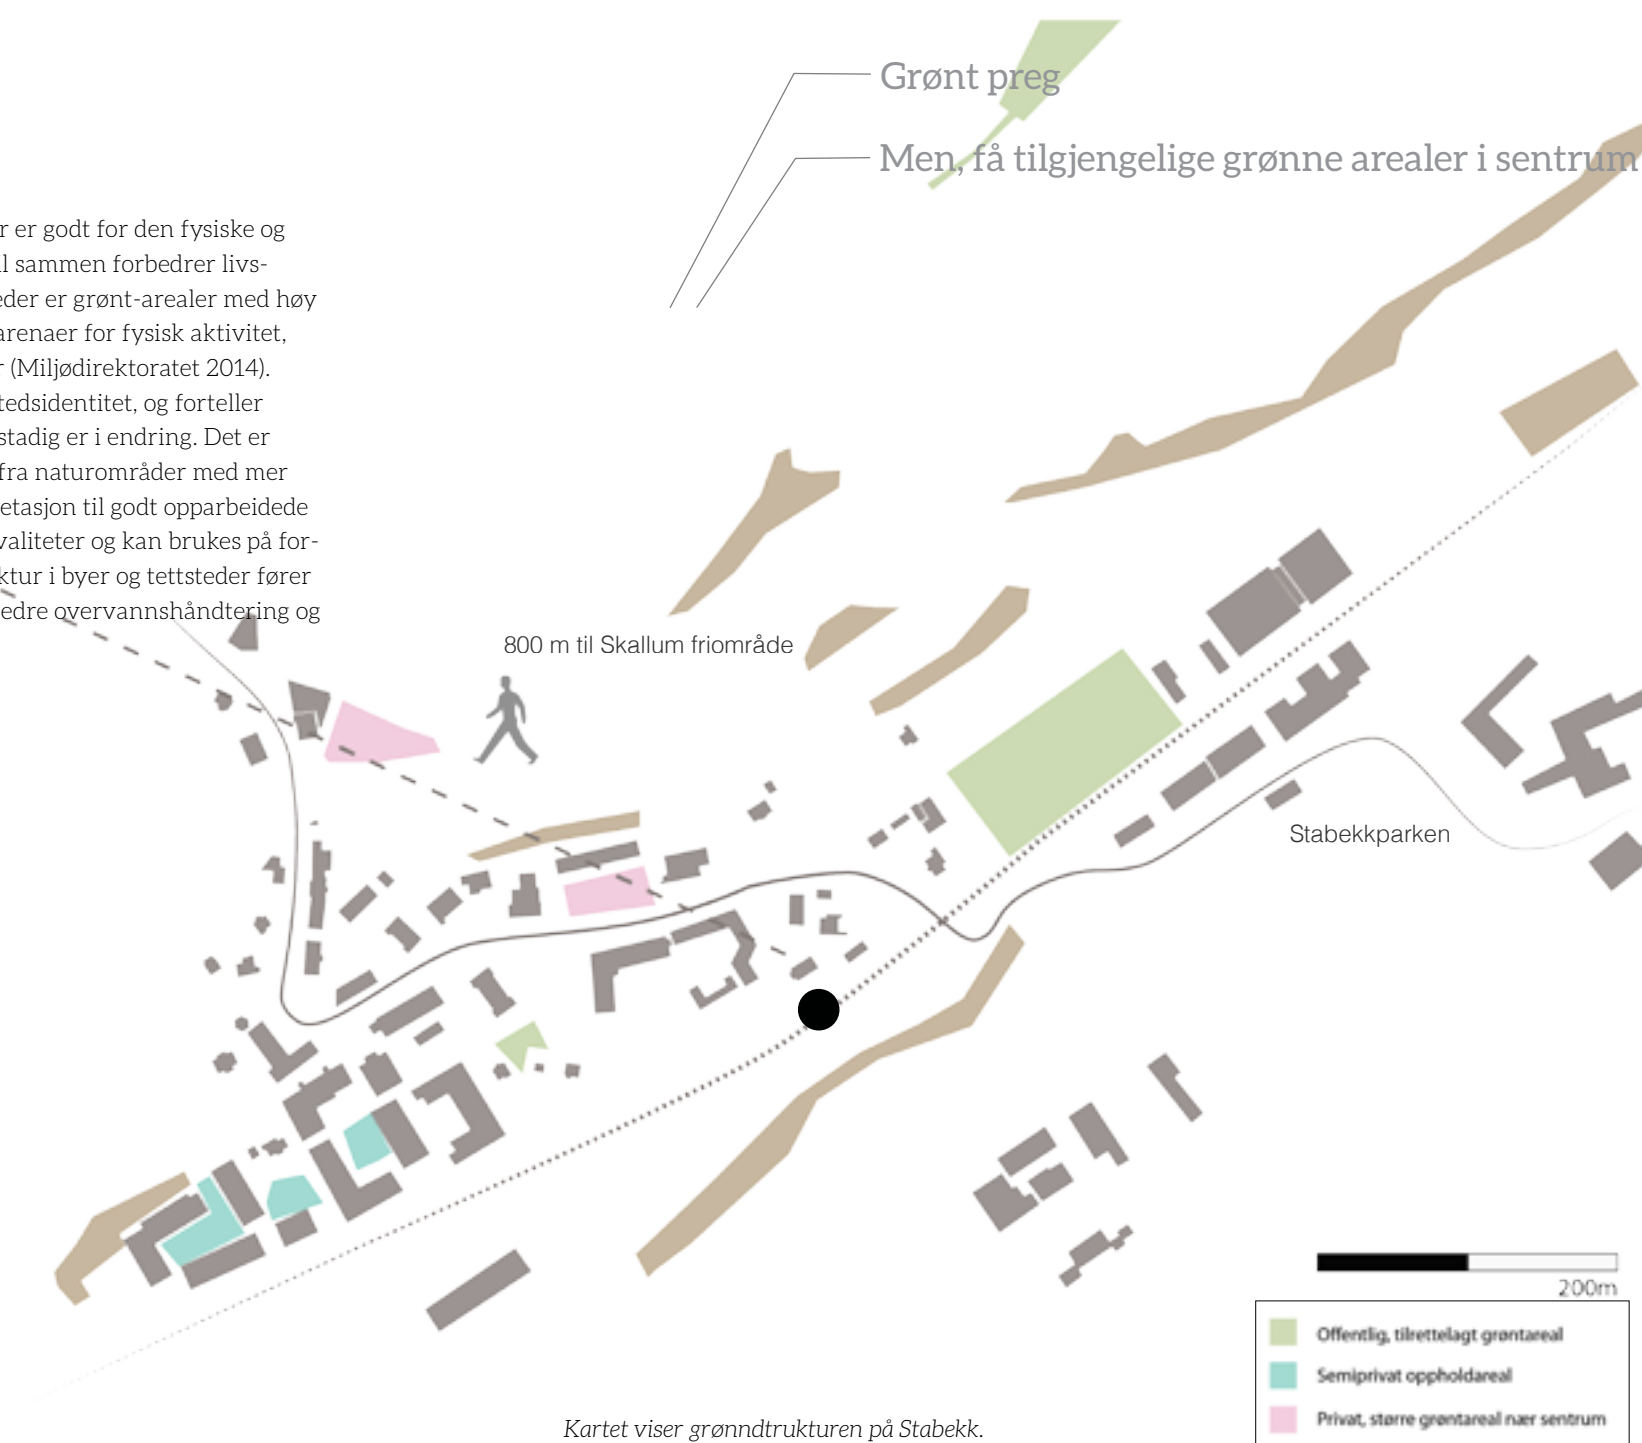 Grønt preg
Men, få tilgjengelige grønne arealer i sentrum
r er godt for den fysiske og
l sammen forbedrer livs-
eder er grønt-arealer med høy
arenaer for fysisk aktivitet,
r (Miljødirektoratet 2014).
tedsidentitet, og forteller
stadig er i endring. Det er
fra naturområder med mer
etasjon til godt opparbeidede
valiteter og kan brukes på for-
ktur i byer og tettsteder fører
edre overvannshåndtering og
800 m til Skallum friområde
Stabekkparken
200m
Offentlig, tilrettelagt grøntareal
Semiprivat oppholdareal
Privat, større grøntareal nær sentrum
Kartet viser grønndtrukturen på Stabekk.